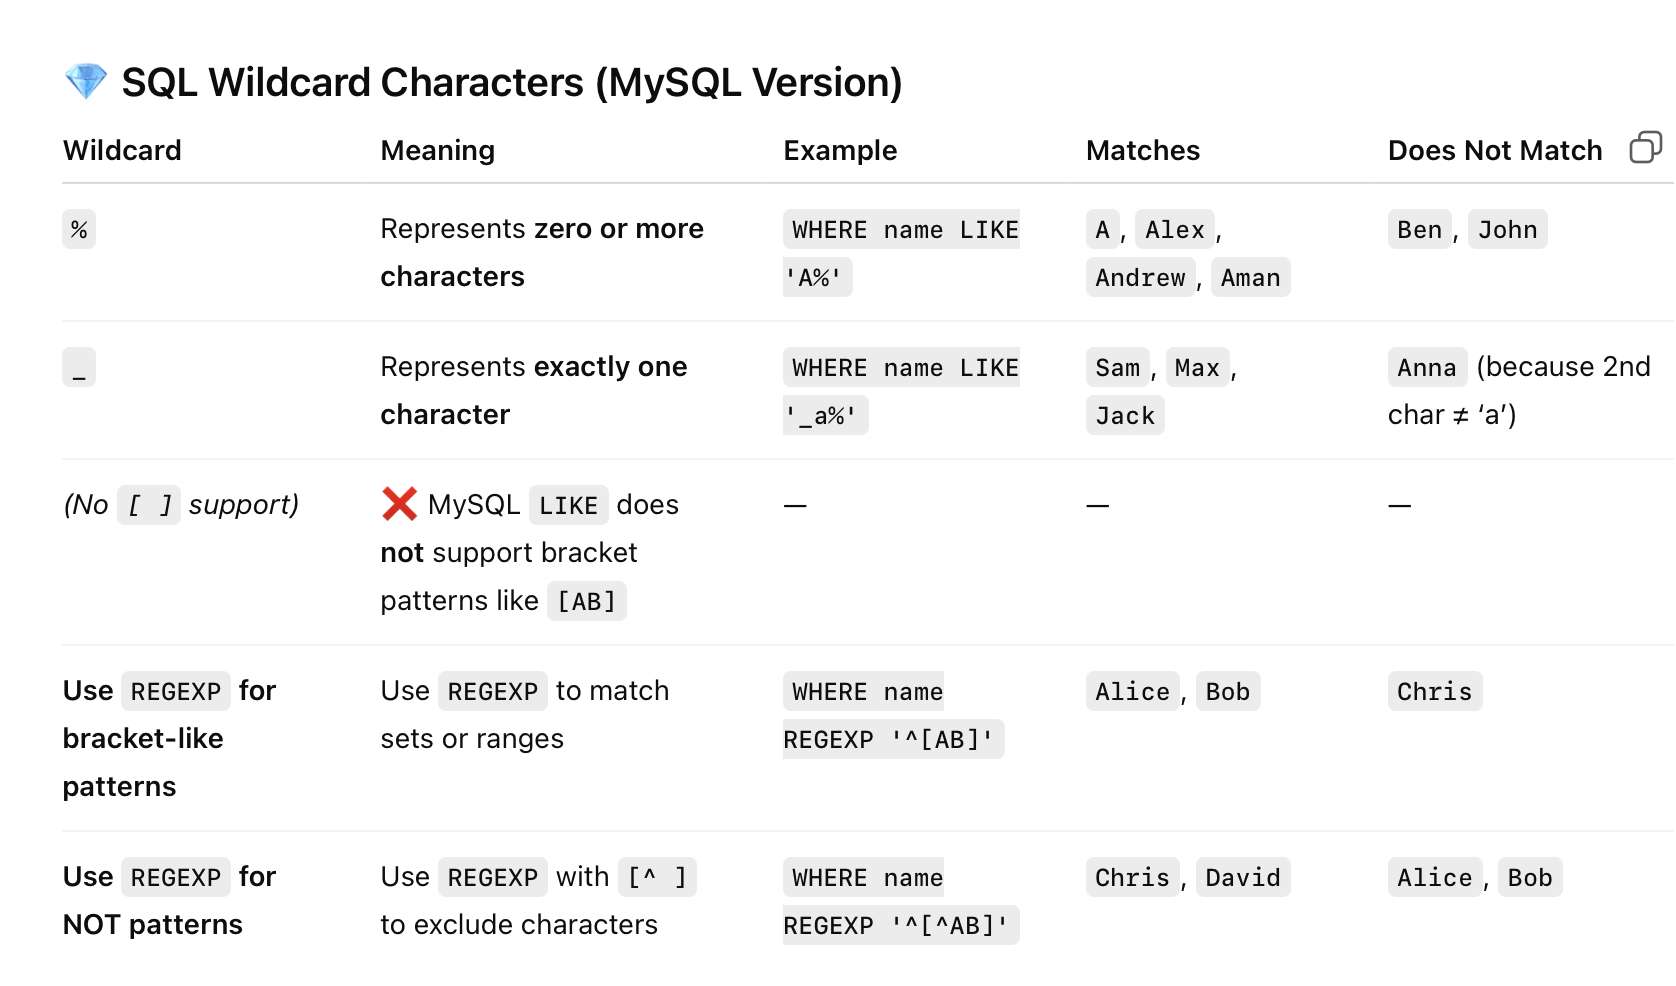 💎 SQL Wildcard Characters (MySQL Version)
Wildcard Meaning Example Matches Does Not Match
% Represents zero or more WHERE name LIKE A, Alex, Ben, John
characters 'A%' Andrew, Aman
_ Represents exactly one WHERE name LIKE Sam, Max, Anna (because 2nd
character '_a%' Jack char ≠ ‘a’)
(No [ ] support) ❌ MySQL LIKE does — — —
not support bracket
patterns like [AB]
Use REGEXP for Use REGEXP to match WHERE name Alice, Bob Chris
bracket-like sets or ranges REGEXP '^[AB]'
patterns
Use REGEXP for Use REGEXP with [^ ] WHERE name Chris, David Alice, Bob
NOT patterns to exclude characters REGEXP '^[^AB]'